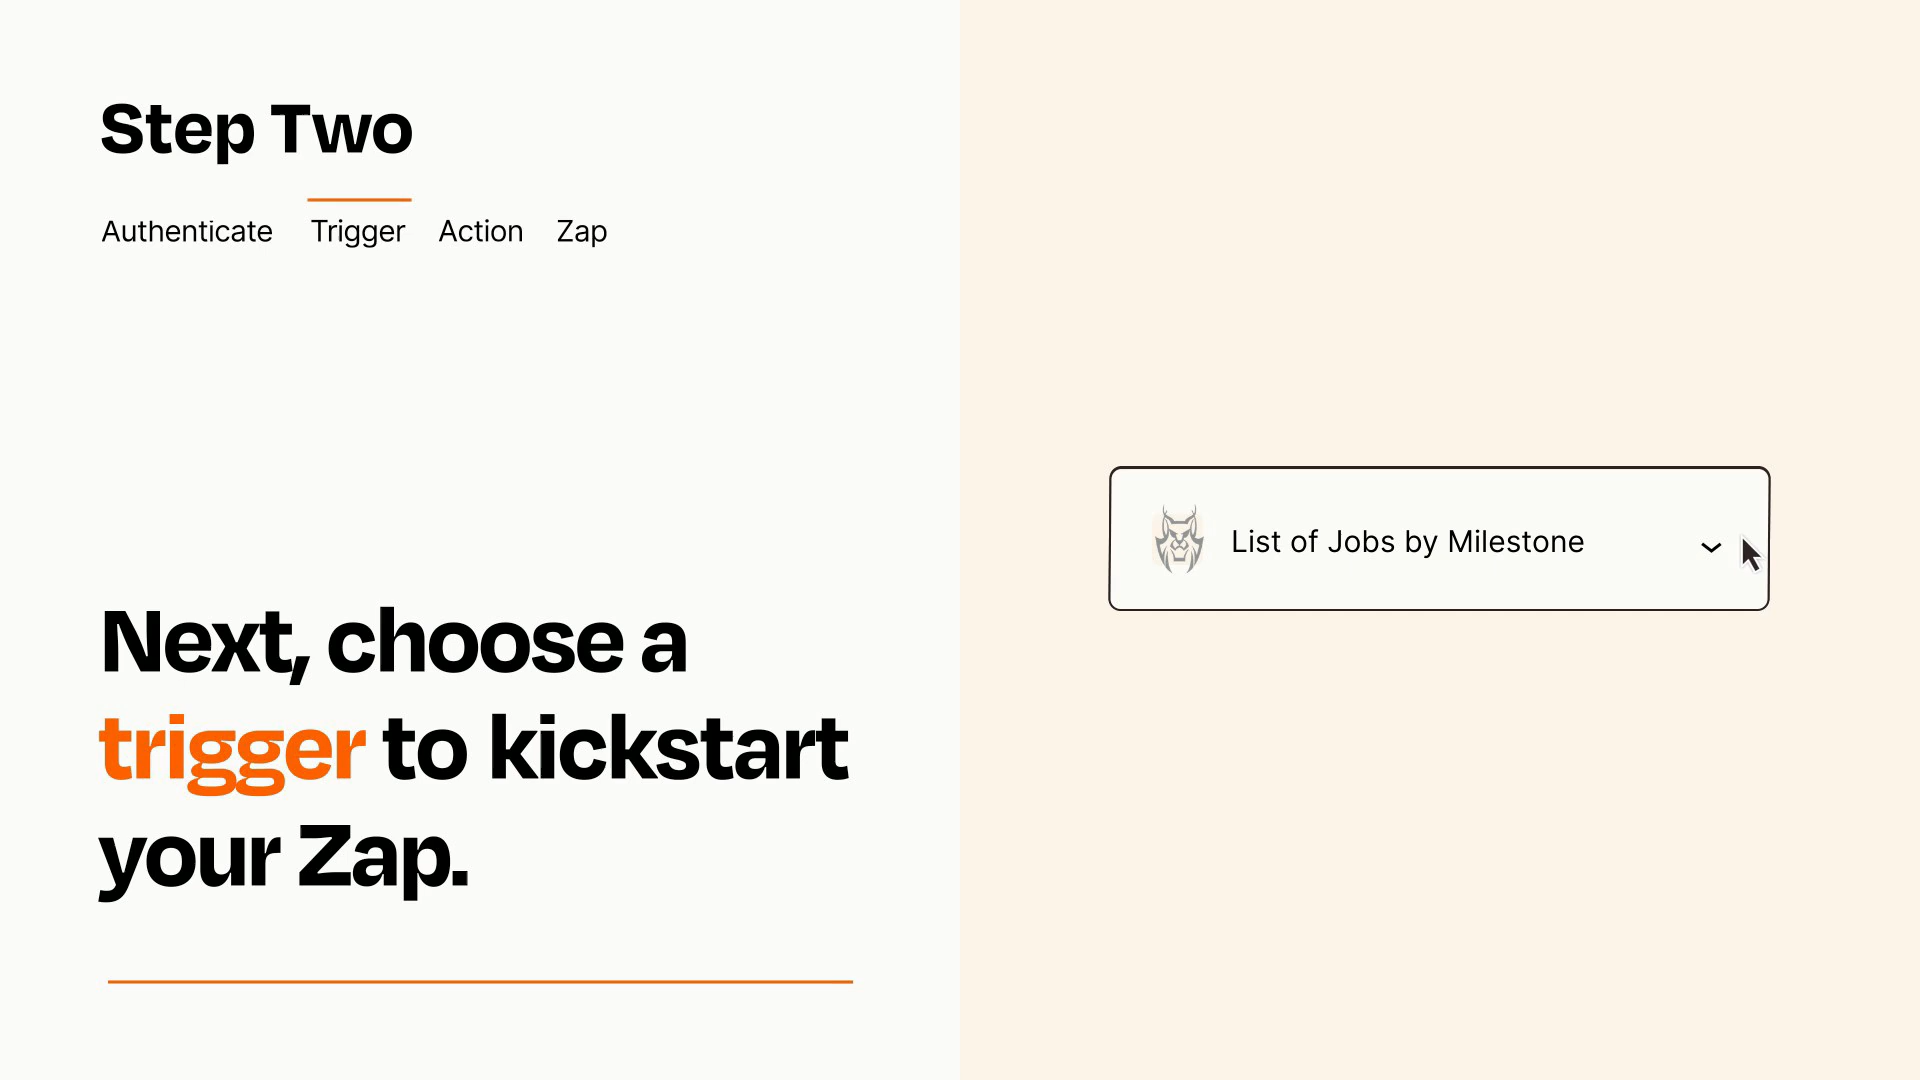 Step Two
Authenticate Trigger Action Zap
Next, choose a
trigger to kickstart
your Zap.
List of Jobs by Milestone